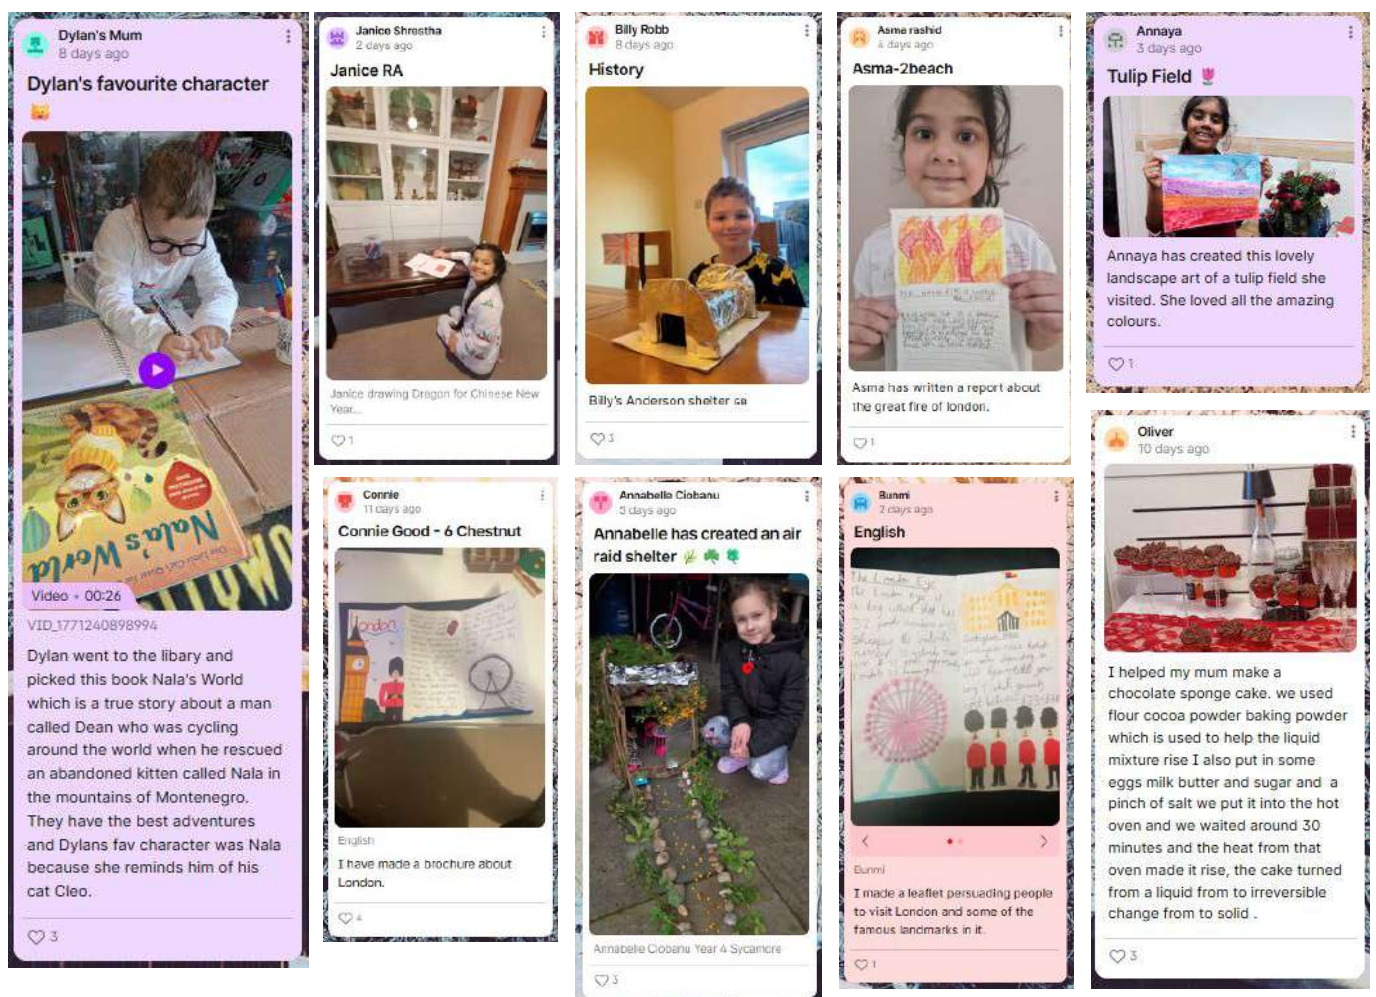 Dylan's Mum
8 days ago
Dylan's favourite character
Nala's World
Video • 00:26
VID_1771240898994
Dylan went to the libary and
picked this book Nala's World
which is a true story about a man
called Dean who was cycling
around the world when he rescued
an abandoned kitten called Nala in
the mountains of Montenegro.
They have the best adventures
and Dylans fav character was Nala
because she reminds him of his
cat Cleo.
3
Janice Shrestha
2 days ago
Janice RA
Janice drawing Dragon for Chinese New
Year...
1
Billy Robb
8 days ago
History
Billy's Anderson shelter GB
3
Asma rashid
4 days ago
Asma-2beach
Asma has written a report about
the great fire of london.
1
Annaya
3 days ago
Tulip Field
Annaya has created this lovely
landscape art of a tulip field she
visited. She loved all the amazing
colours.
1
Connie
11 days ago
Connie Good - 6 Chestnut
London
English
I have made a brochure about
London.
4
Annabelle Ciobanu
5 days ago
Annabelle has created an air
raid shelter
Annabelle Ciobanu Year 4 Sycamore
3
Bunmi
2 days ago
English
The London Eye
Bunmi
I made a leaflet persuading people
to visit London and some of the
famous landmarks in it.
1
Oliver
10 days ago
I helped my mum make a
chocolate sponge cake. we used
flour cocoa powder baking powder
which is used to help the liquid
mixture rise I also put in some
eggs milk butter and sugar and a
pinch of salt we put it into the hot
oven and we waited around 30
minutes and the heat from that
oven made it rise, the cake turned
from a liquid from to irreversible
change from to solid .
3